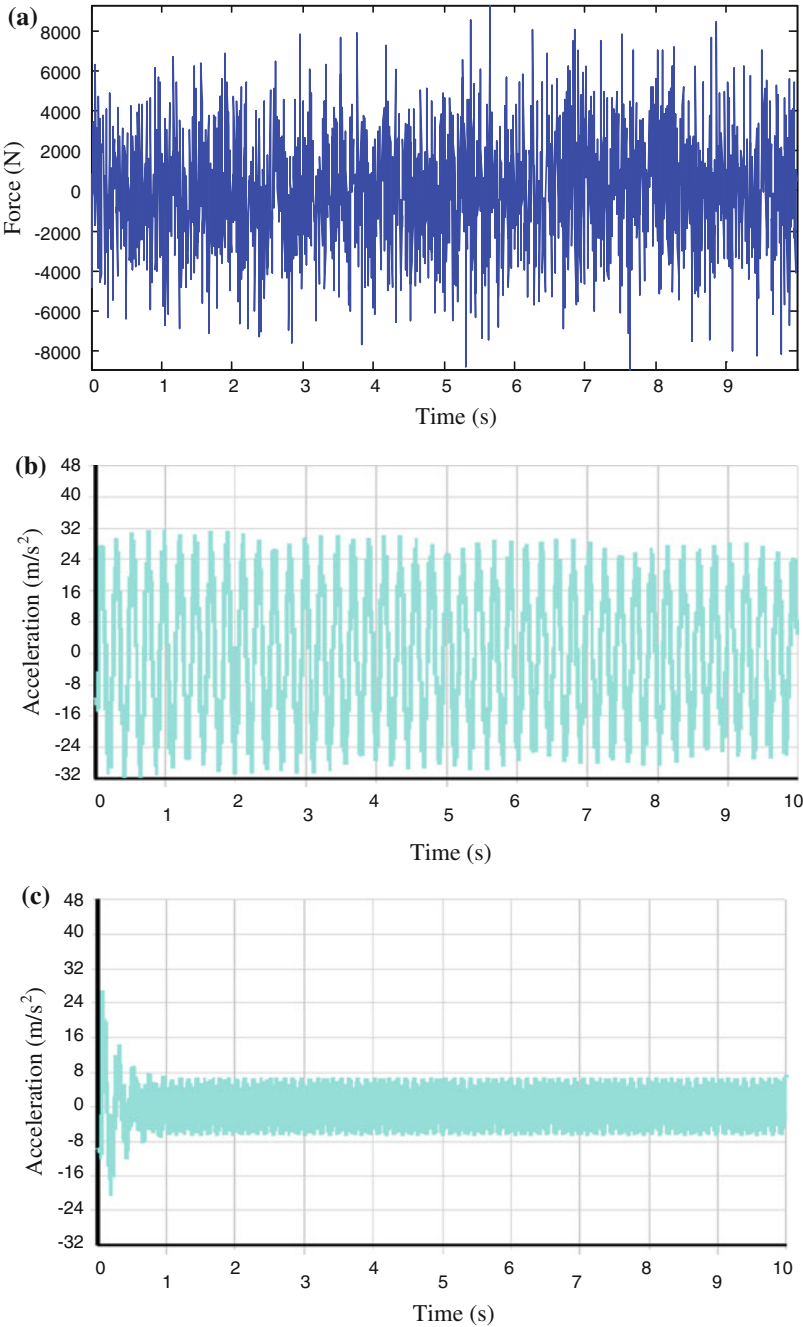 (a)
8000
6000
4000
2000
0
-2000
-4000
-6000
-8000
Force (N)
0 1 2 3 4 5 6 7 8 9
Time (s)
(b)
48
40
32
24
16
8
0
-8
-16
-24
-32
Acceleration (m/s²)
0 1 2 3 4 5 6 7 8 9 10
Time (s)
(c)
48
40
32
24
16
8
0
-8
-16
-24
-32
Acceleration (m/s²)
0 1 2 3 4 5 6 7 8 9 10
Time (s)